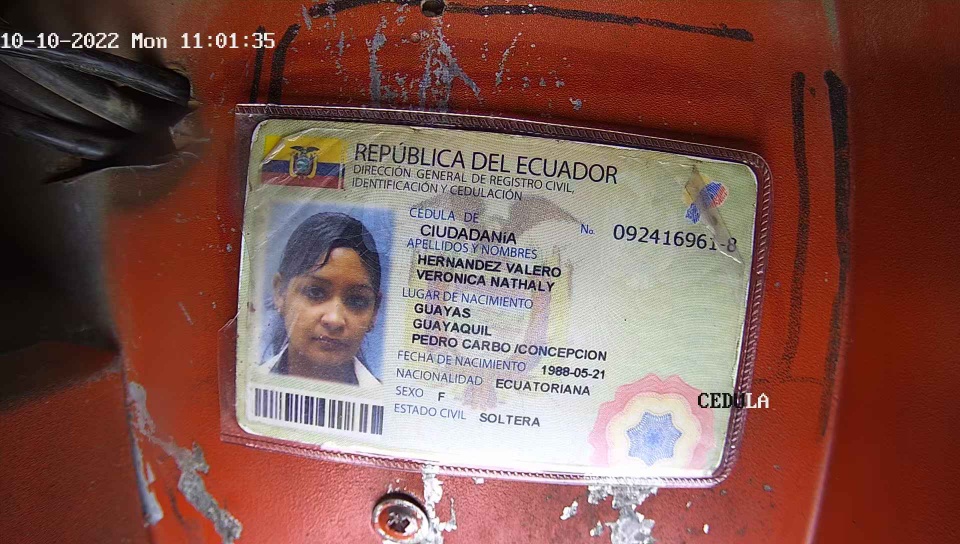 10-10-2022 Mon 11:01:35
REPÚBLICA DEL ECUADOR
DIRECCIÓN GENERAL DE REGISTRO CIVIL,
IDENTIFICACIÓN Y CEDULACIÓN
CÉDULA DE
CIUDADANÍA
No. 092416961-8
APELLIDOS Y NOMBRES
HERNANDEZ VALERO
VERONICA NATHALY
LUGAR DE NACIMIENTO
GUAYAS
GUAYAQUIL
PEDRO CARBO /CONCEPCION
FECHA DE NACIMIENTO 1988-05-21
NACIONALIDAD ECUATORIANA
SEXO F
ESTADO CIVIL SOLTERA
CEDULA